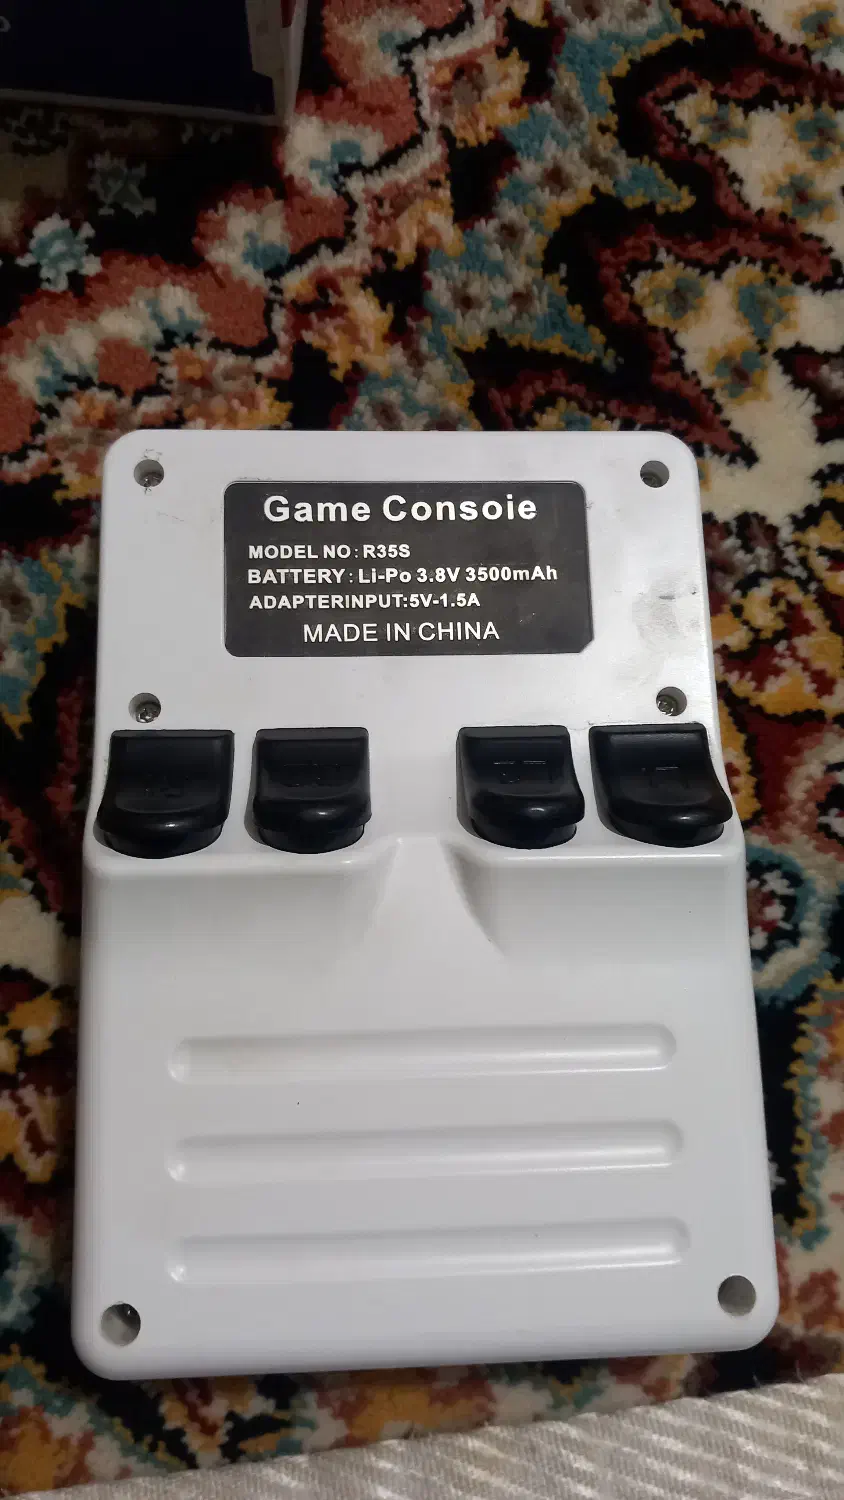 Game Consoie
MODEL NO: R35S
BATTERY: Li-Po 3.8V 3500mAh
ADAPTERINPUT:5V-1.5A
MADE IN CHINA